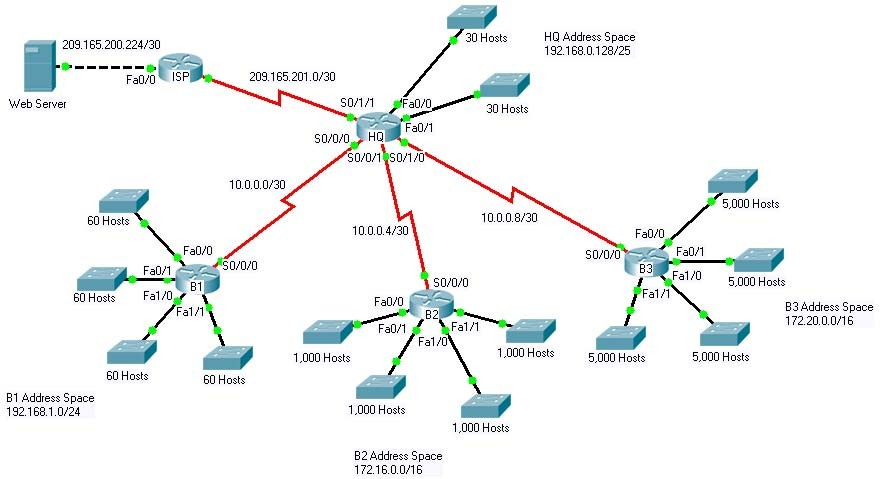 209.165.200.224/30
Web Server
Fa0/0
ISP
209.165.201.0/30
30 Hosts
HQ Address Space
192.168.0.128/25
30 Hosts
S0/1/1
Fa0/0
Fa0/1
HQ
S0/0/0
S0/0/1
S0/1/0
10.0.0.0/30
10.0.0.4/30
10.0.0.8/30
60 Hosts
Fa0/0
S0/0/0
Fa0/1
B1
60 Hosts
Fa1/0
Fa1/1
60 Hosts
60 Hosts
B1 Address Space
192.168.1.0/24
S0/0/0
Fa0/0
B2
Fa0/1
Fa1/1
Fa1/0
1,000 Hosts
1,000 Hosts
1,000 Hosts
1,000 Hosts
B2 Address Space
172.16.0.0/16
5,000 Hosts
Fa0/0
S0/0/0
Fa0/1
B3
Fa1/0
5,000 Hosts
Fa1/1
B3 Address Space
172.20.0.0/16
5,000 Hosts
5,000 Hosts